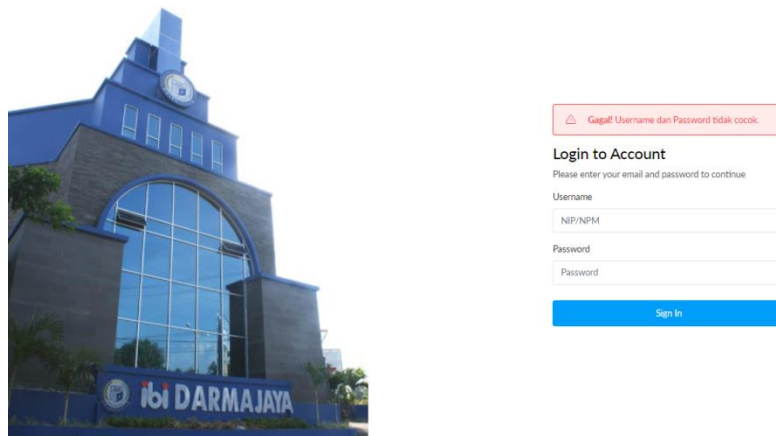 ibi DARMAJAYA
Gagal! Username dan Password tidak cocok.
Login to Account
Please enter your email and password to continue
Username
NIP/NPM
Password
Password
Sign In